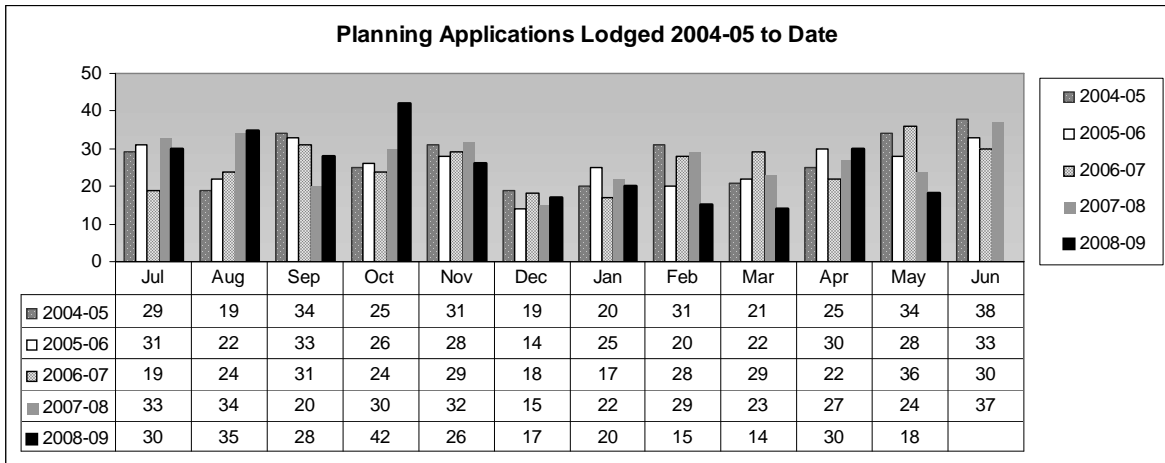 Planning Applications Lodged 2004-05 to Date
50
40
30
20
10
0
2004-05
2005-06
2006-07
2007-08
2008-09
Jul Aug Sep Oct Nov Dec Jan Feb Mar Apr May Jun
2004-05 29 19 34 25 31 19 20 31 21 25 34 38
2005-06 31 22 33 26 28 14 25 20 22 30 28 33
2006-07 19 24 31 24 29 18 17 28 29 22 36 30
2007-08 33 34 20 30 32 15 22 29 23 27 24 37
2008-09 30 35 28 42 26 17 20 15 14 30 18